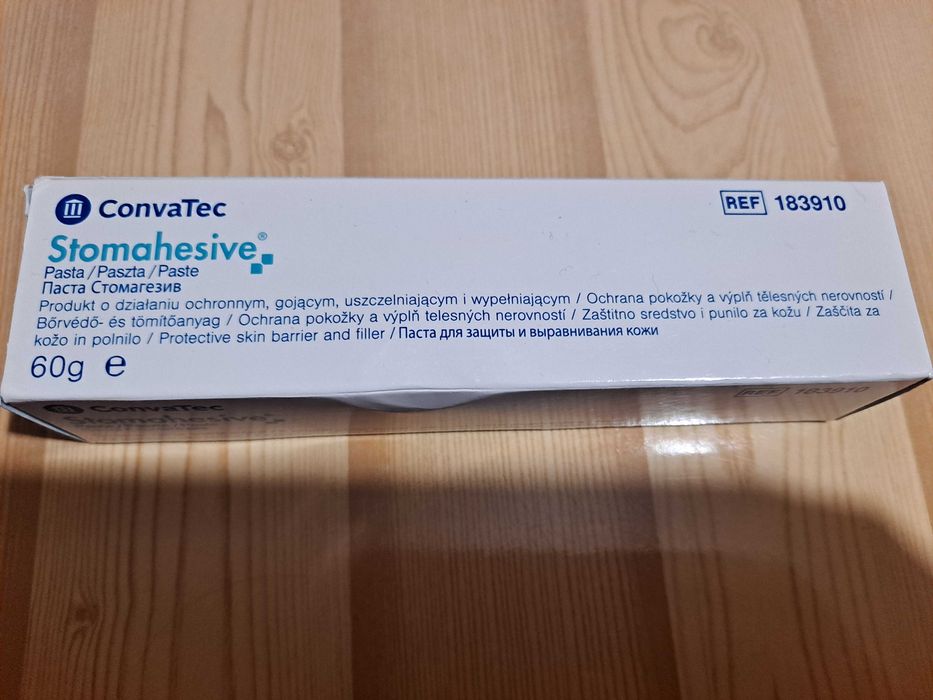 ConvaTec
REF 183910
Stomahesive®
Pasta / Paszta / Paste
Паста Стомагезив
Produkt o działaniu ochronnym, gojącym, uszczelniającym i wypełniającym / Ochrana pokožky a výplň tělesných nerovností /
Bőrvédő- és tömítőanyag / Ochrana pokožky a výplň telesných nerovností / Zaštitno sredstvo i punilo za kožu / Zaščita za
kožo in polnilo / Protective skin barrier and filler / Паста для защиты и выравнивания кожи
60g ℮
ConvaTec
REF 183910
Stomahesive